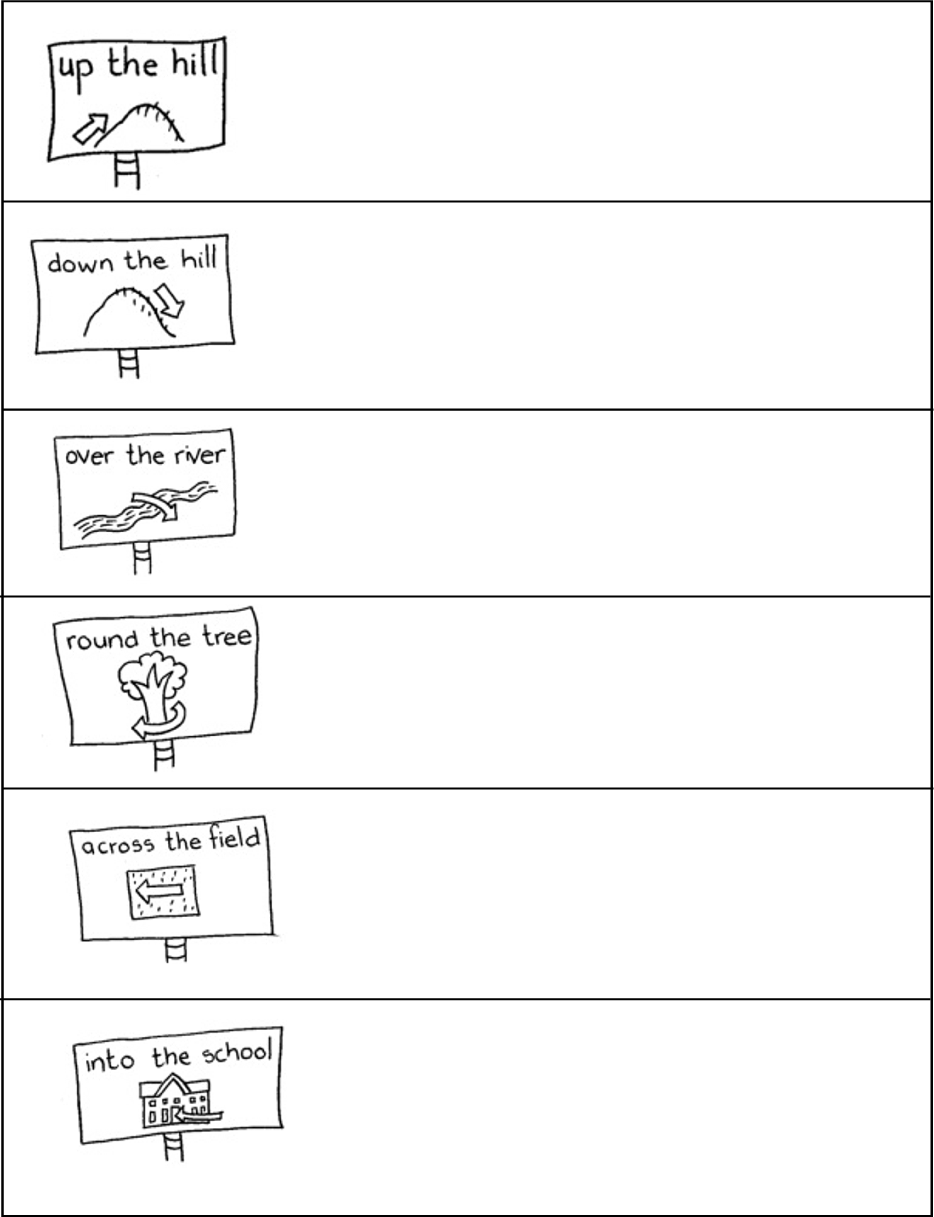 up the hill
down the hill
over the river
round the tree
across the field
into the school